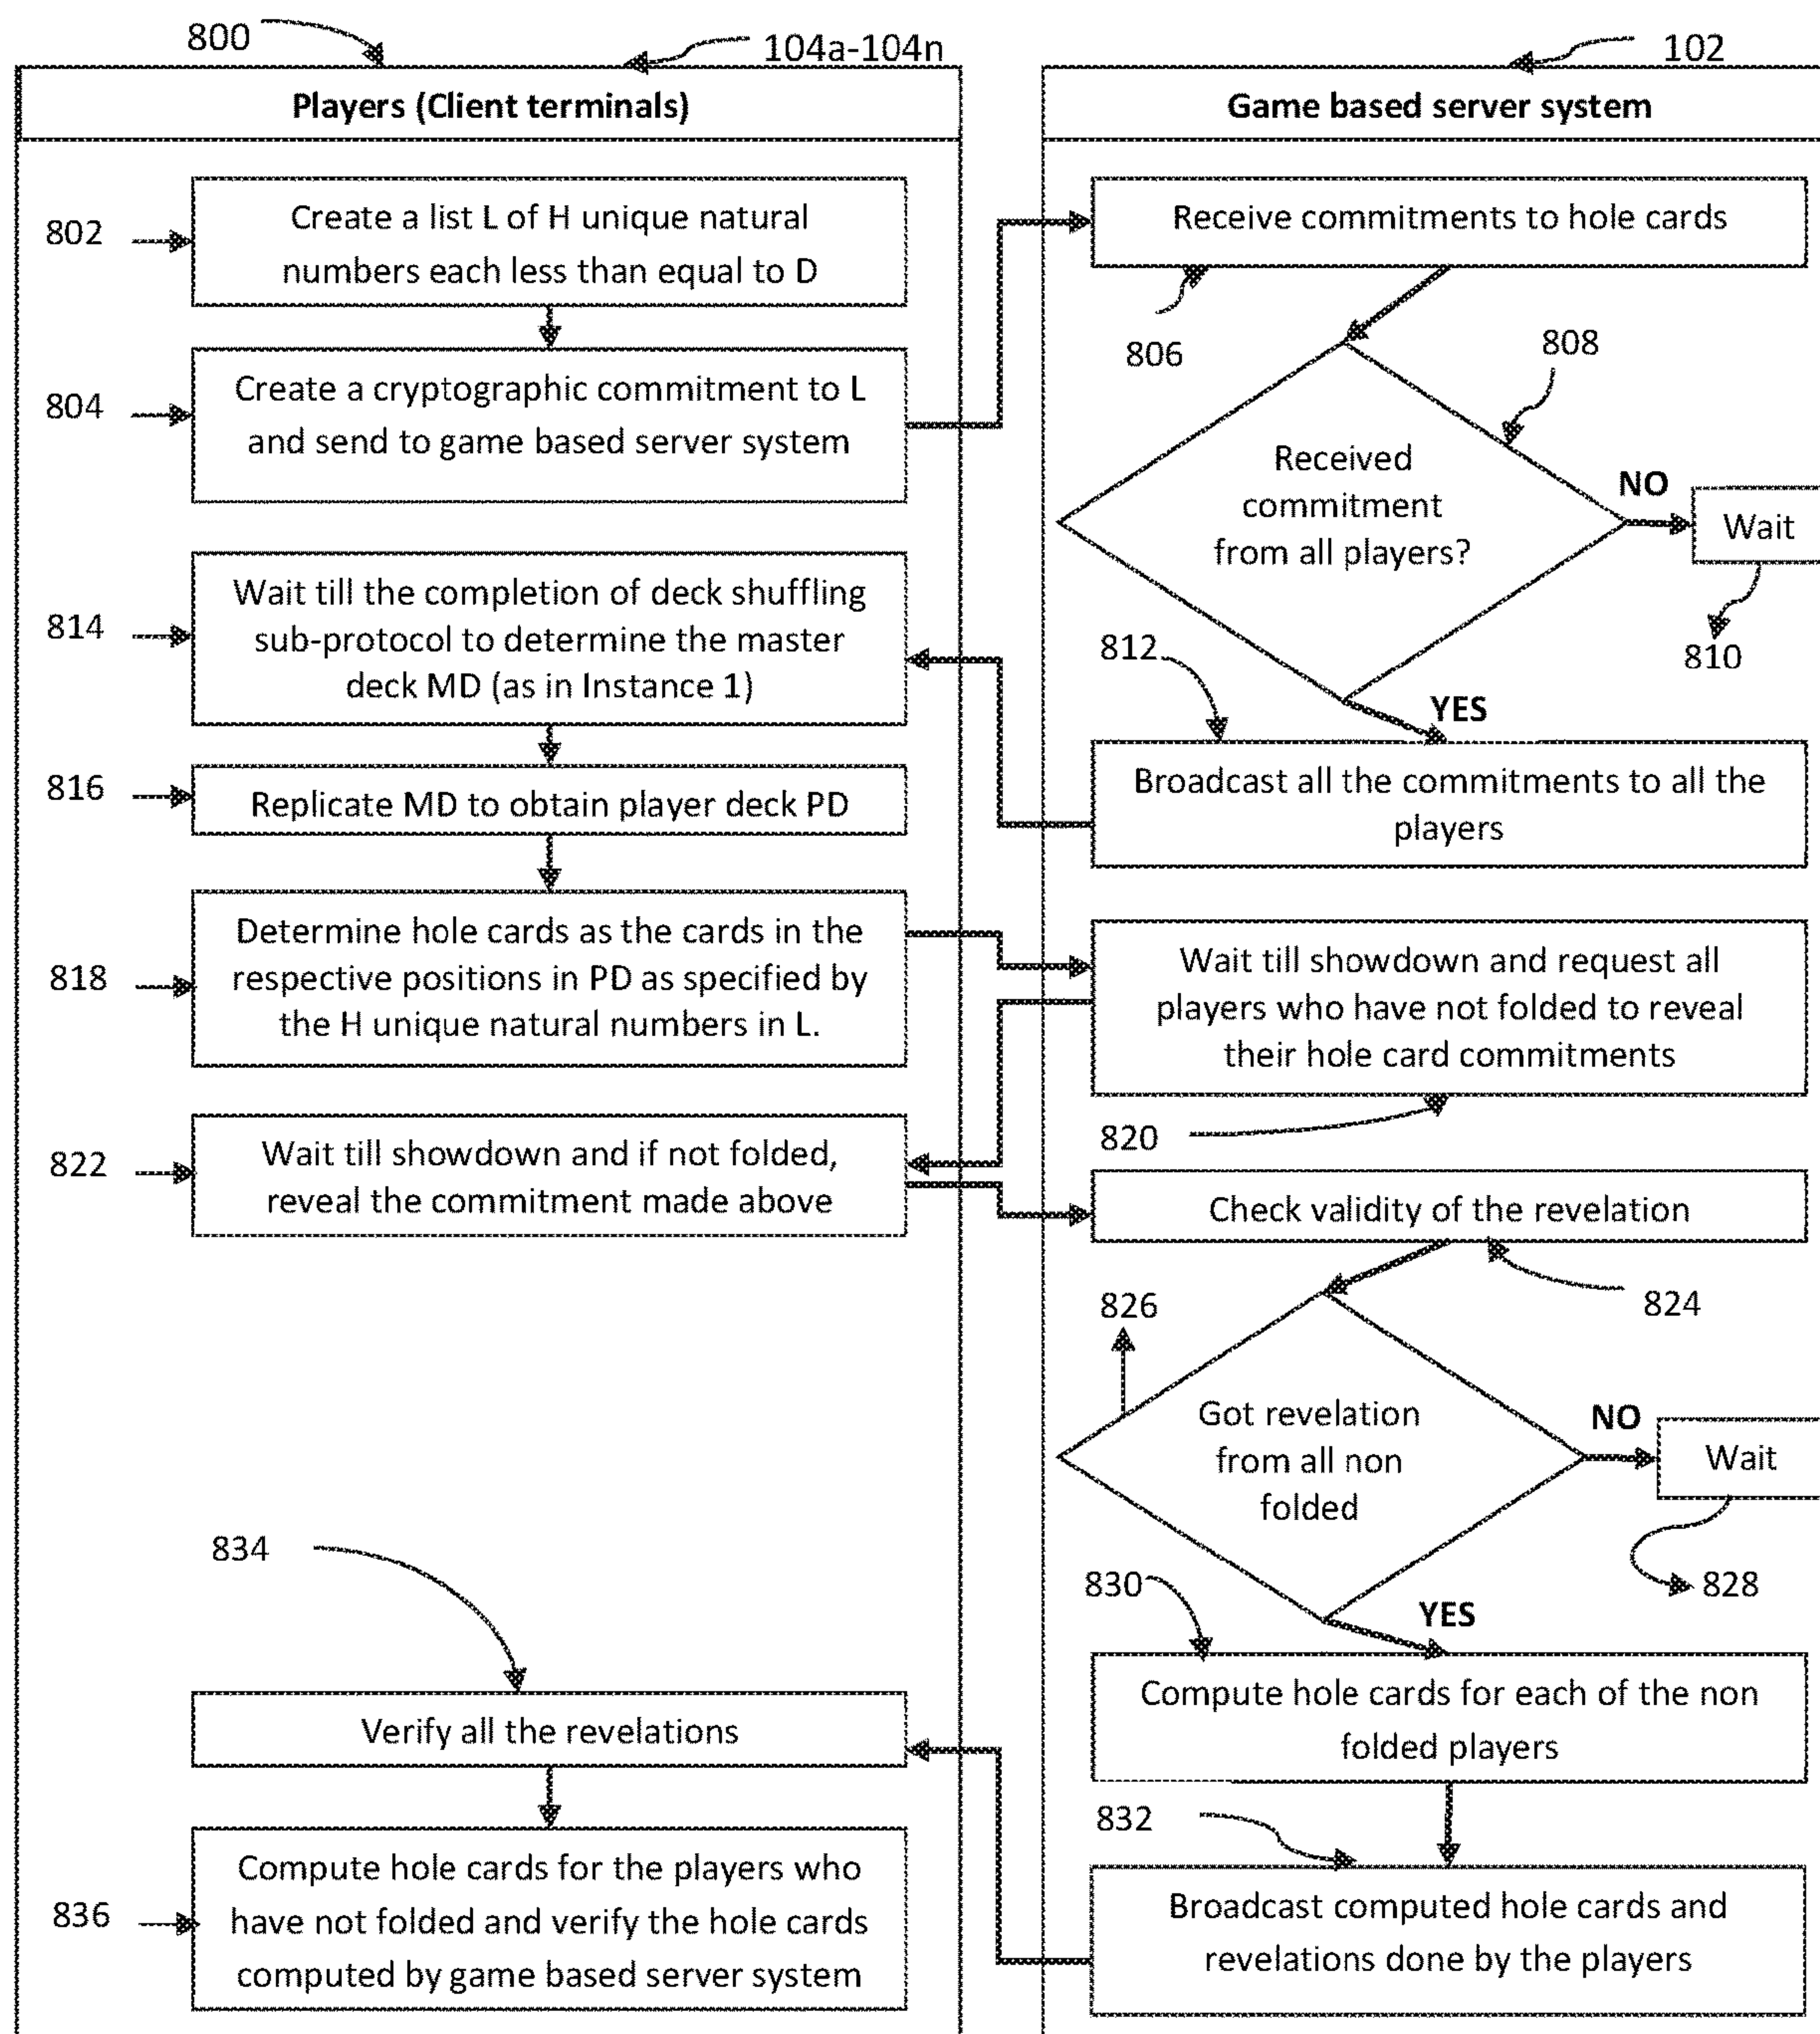 800
104a-104n
102
Players (Client terminals)
Game based server system
802
Create a list L of H unique natural
numbers each less than equal to D
Receive commitments to hole cards
806
804
Create a cryptographic commitment to L
and send to game based server system
808
Received
commitment
from all players?
NO
Wait
810
814
Wait till the completion of deck shuffling
sub-protocol to determine the master
deck MD (as in Instance 1)
812
YES
Broadcast all the commitments to all the
players
816
Replicate MD to obtain player deck PD
818
Determine hole cards as the cards in the
respective positions in PD as specified by
the H unique natural numbers in L.
Wait till showdown and request all
players who have not folded to reveal
their hole card commitments
820
822
Wait till showdown and if not folded,
reveal the commitment made above
Check validity of the revelation
824
826
Got revelation
from all non
folded
NO
Wait
828
830
YES
Compute hole cards for each of the non
folded players
834
Verify all the revelations
832
Broadcast computed hole cards and
revelations done by the players
836
Compute hole cards for the players who
have not folded and verify the hole cards
computed by game based server system